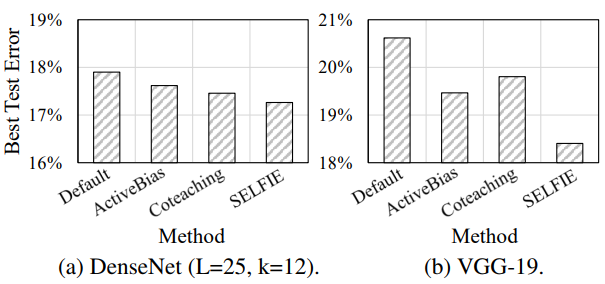 Best Test Error
19%
18%
17%
16%
Default
ActiveBias
Coteaching
SELFIE
Method
(a) DenseNet (L=25, k=12).
21%
20%
19%
18%
Default
ActiveBias
Coteaching
SELFIE
Method
(b) VGG-19.